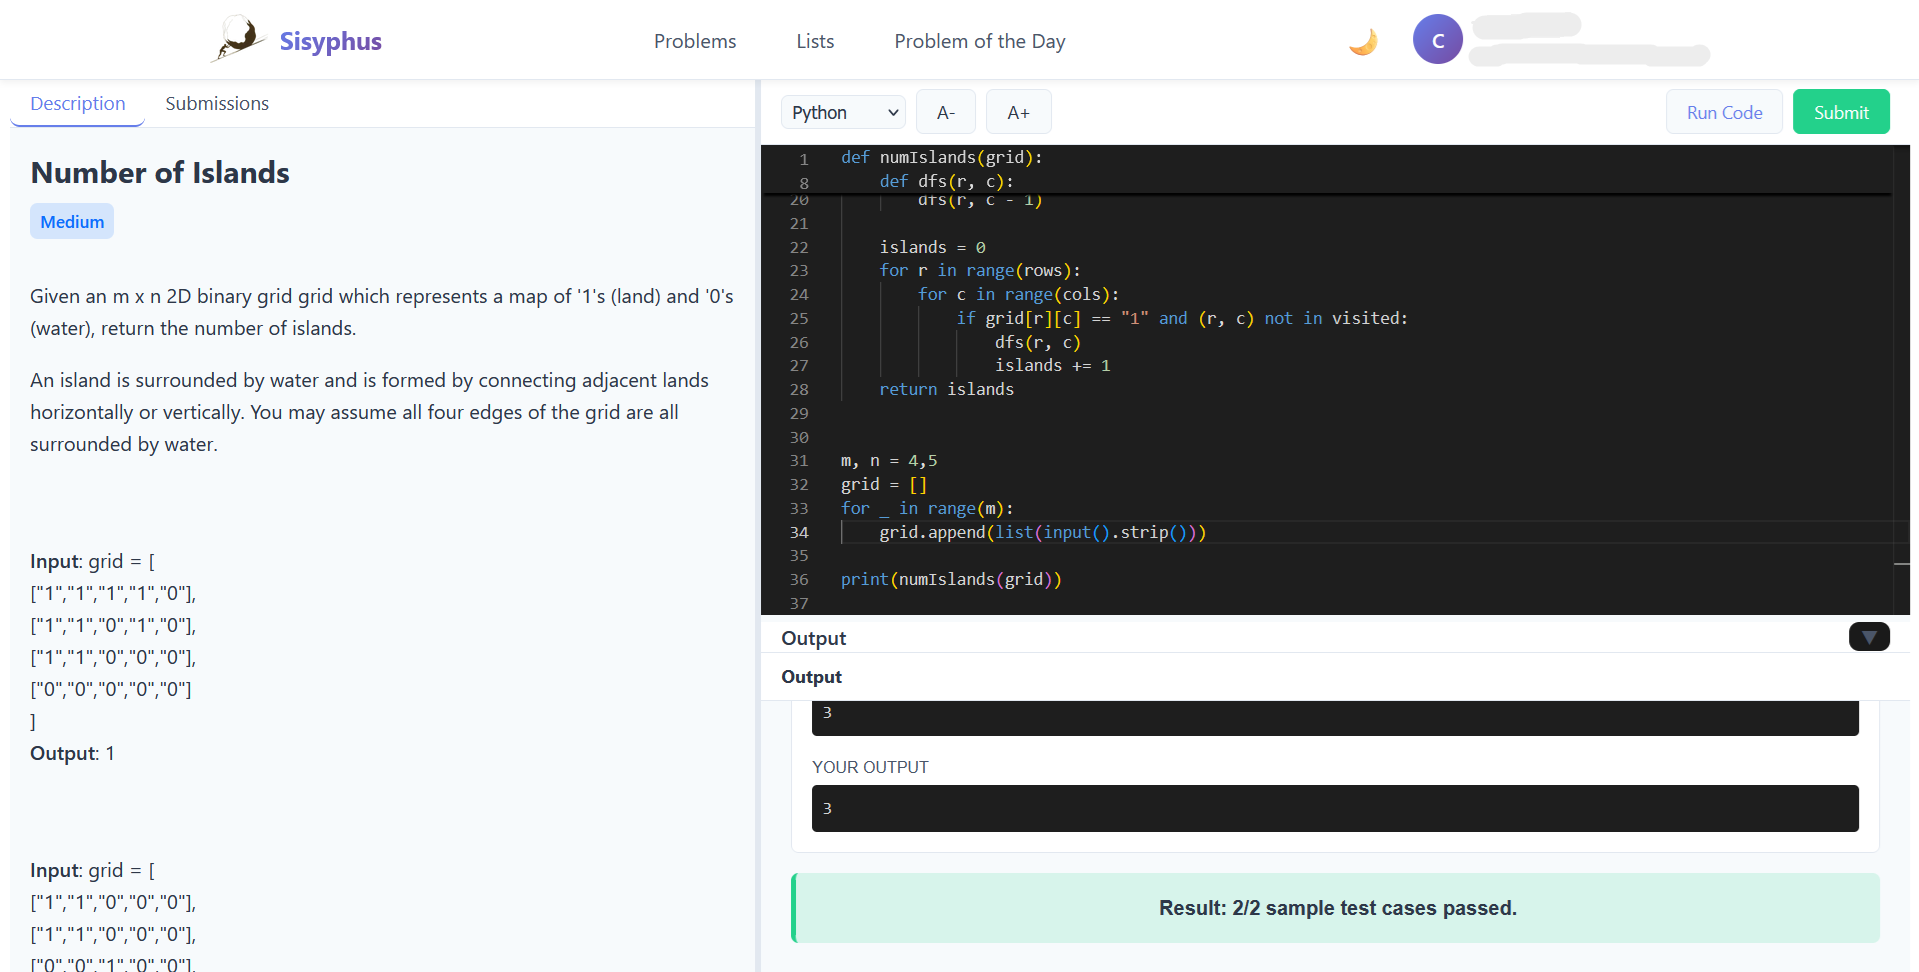 Sisyphus
Problems
Lists
Problem of the Day
C
Description
Submissions
Number of Islands
Medium
Given an m x n 2D binary grid grid which represents a map of '1's (land) and '0's
(water), return the number of islands.
An island is surrounded by water and is formed by connecting adjacent lands
horizontally or vertically. You may assume all four edges of the grid are all
surrounded by water.
Input: grid = [
["1","1","1","1","0"],
["1","1","0","1","0"],
["1","1","0","0","0"],
["0","0","0","0","0"]
]
Output: 1
Input: grid = [
["1","1","0","0","0"],
["1","1","0","0","0"],
["0","0","1","0","0"],
Python
A-
A+
Run Code
Submit
1 def numIslands(grid):
8     def dfs(r, c):
20         dfs(r, c - 1)
21
22     islands = 0
23     for r in range(rows):
24         for c in range(cols):
25             if grid[r][c] == "1" and (r, c) not in visited:
26                 dfs(r, c)
27                 islands += 1
28     return islands
29
30
31 m, n = 4,5
32 grid = []
33 for _ in range(m):
34     grid.append(list(input().strip()))
35
36 print(numIslands(grid))
37
Output
▼
Output
3
YOUR OUTPUT
3
Result: 2/2 sample test cases passed.